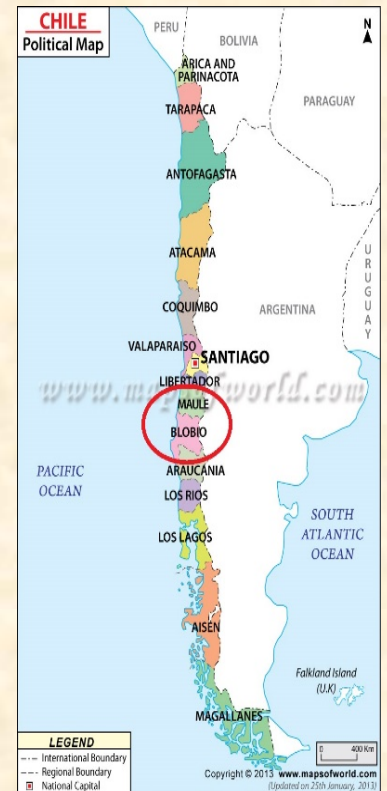 CHILE
Political Map
N
PERU
BOLIVIA
ARICA AND
PARINACOTA
TARAPACA
PARAGUAY
ANTOFAGASTA
ATACAMA
URUGUAY
COQUIMBO
ARGENTINA
VALPARAISO
SANTIAGO
LIBERTADOR
www.mapsofworld.com
MAULE
BLOBIO
PACIFIC
OCEAN
ARAUCANIA
LOS RIOS
SOUTH
ATLANTIC
OCEAN
LOS LAGOS
AISEN
Falkland Island
(U.K)
MAGALLANES
LEGEND
International Boundary
Regional Boundary
National Capital
0 400 Km
Copyright © 2013 www.mapsofworld.com
(Updated on 25th January, 2013)